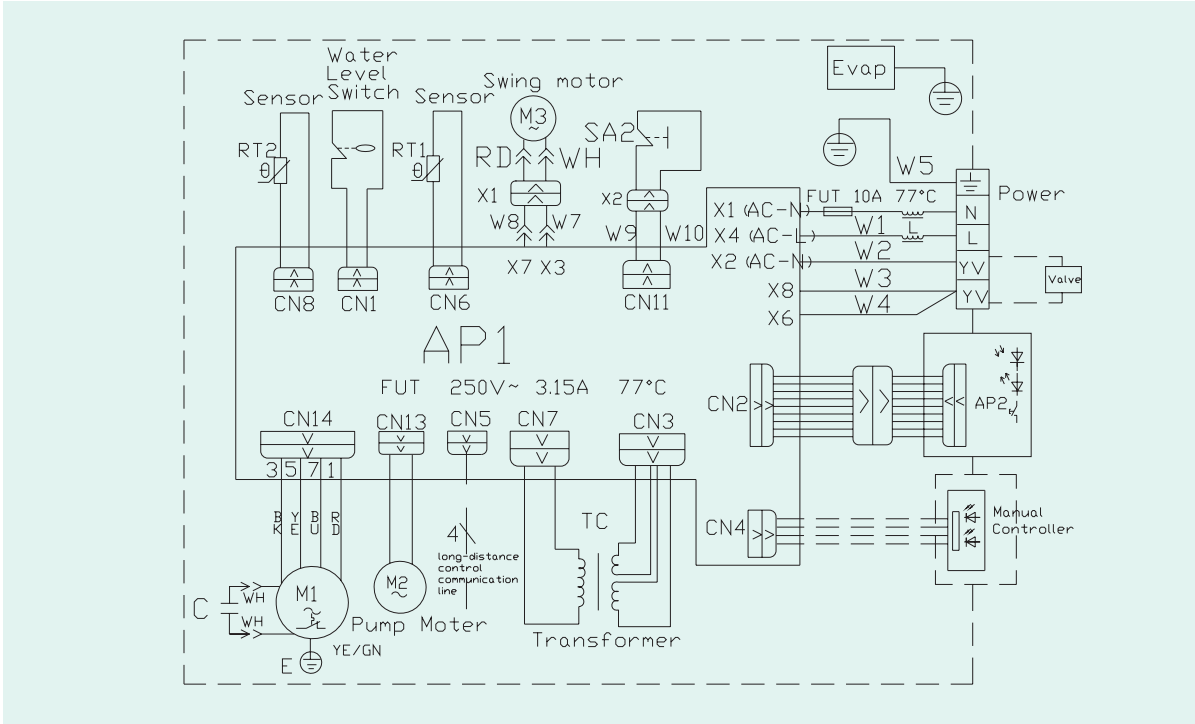 Water
Level
Switch
Sensor
Sensor
Swing motor
Evap
M3
~
RT2
θ
RT1
θ
RD
WH
SA2
X1
X2
W8
W7
W9
W10
X7 X3
CN8
CN1
CN6
CN11
W5
Power
FUT 10A 77°C
X1 (AC-N)
N
W1
L
X4 (AC-L)
L
W2
X2 (AC-N)
YV
W3
X8
YV
Valve
W4
X6
AP1
FUT 250V~ 3.15A 77°C
CN2
AP2
CN14
CN13
CN5
CN7
CN3
3 5 7 1
BK
YE
BU
RD
4
long-distance
control
communication
line
TC
CN4
Manual
Controller
C
WH
WH
M1
~
M2
~
Pump Moter
Transformer
YE/GN
E